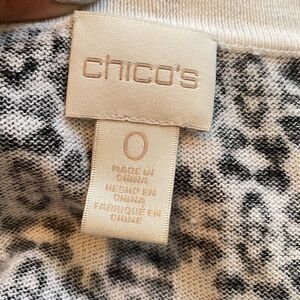 chico's
0
MADE IN
CHINA
HECHO EN
CHINA
FABRIQUÉ EN
CHINE